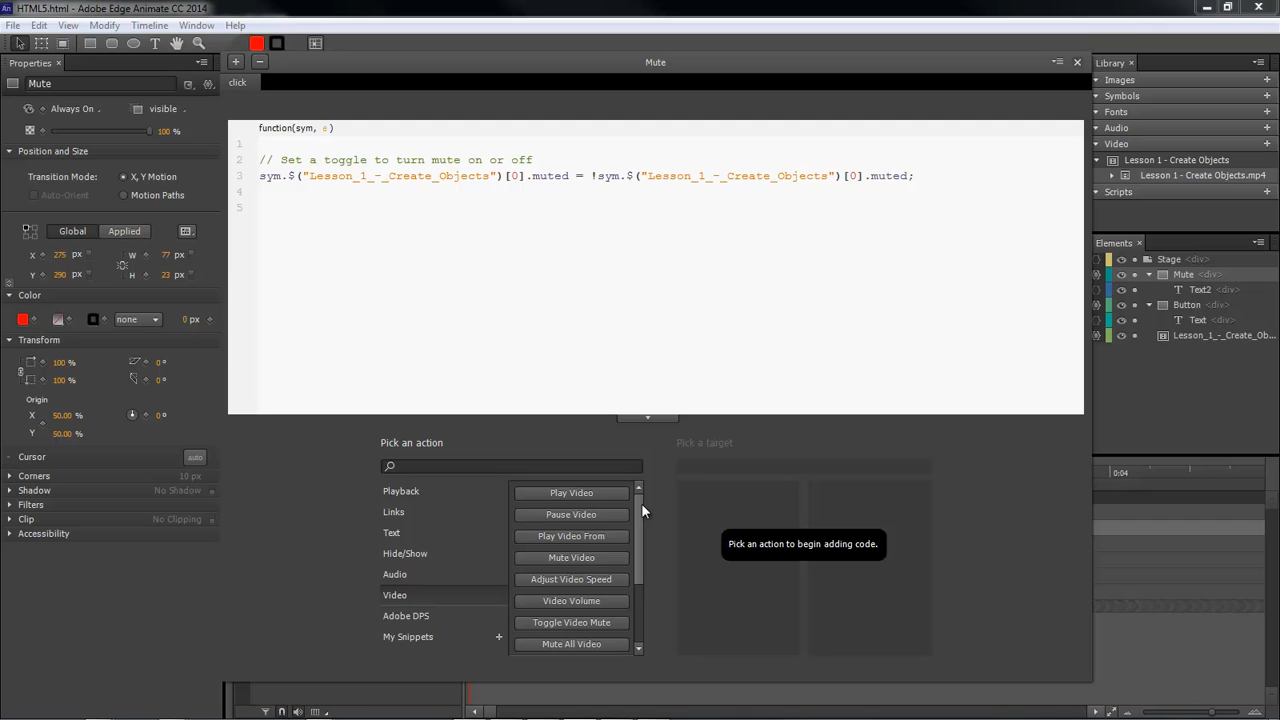 An HTML5.html - Adobe Edge Animate CC 2014
File Edit View Modify Timeline Window Help
T
Properties ×
Mute
Always On
visible
100 %
Position and Size
Transition Mode: X, Y Motion
Auto-Orient Motion Paths
Global Applied
X 275 px W 77 px
Y 290 px H 23 px
Color
none 0 px
Transform
100 % 0°
100 % 0°
Origin
X 50.00 % 0°
Y 50.00 %
Cursor auto
Corners 10 px
Shadow No Shadow
Filters
Clip No Clipping
Accessibility
Mute
click
function(sym, e )
1
2 // Set a toggle to turn mute on or off
3 sym.$("Lesson_1_-_Create_Objects")[0].muted = !sym.$("Lesson_1_-_Create_Objects")[0].muted;
4
5
Pick an action
Playback
Links
Text
Hide/Show
Audio
Video
Adobe DPS
My Snippets +
Play Video
Pause Video
Play Video From
Mute Video
Adjust Video Speed
Video Volume
Toggle Video Mute
Mute All Video
Pick a target
Pick an action to begin adding code.
Library ×
Images +
Symbols +
Fonts +
Audio +
Video +
Lesson 1 - Create Objects
Lesson 1 - Create Objects.mp4
Scripts +
Elements ×
Stage <div>
Mute <div>
T Text2 <div>
Button <div>
T Text <div>
Lesson_1_-_Create_Ob...
0:04